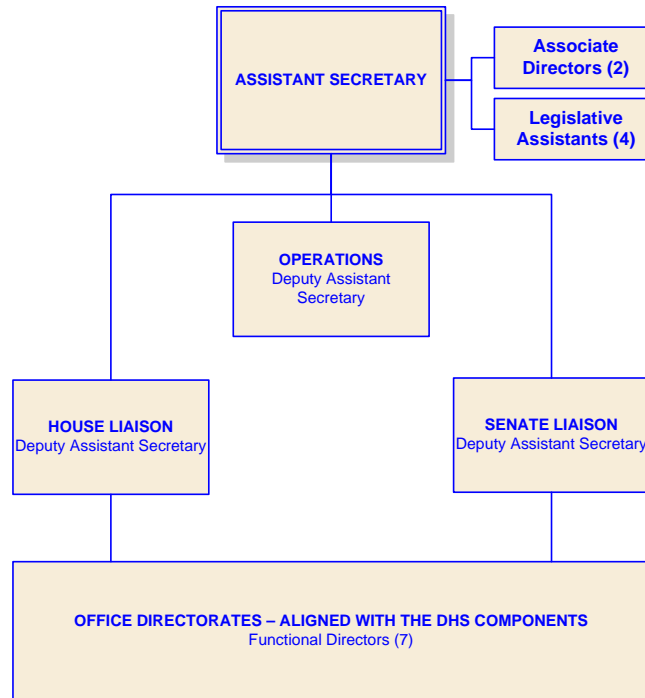 ASSISTANT SECRETARY
Associate
Directors (2)
Legislative
Assistants (4)
OPERATIONS
Deputy Assistant
Secretary
HOUSE LIAISON
Deputy Assistant Secretary
SENATE LIAISON
Deputy Assistant Secretary
OFFICE DIRECTORATES – ALIGNED WITH THE DHS COMPONENTS
Functional Directors (7)